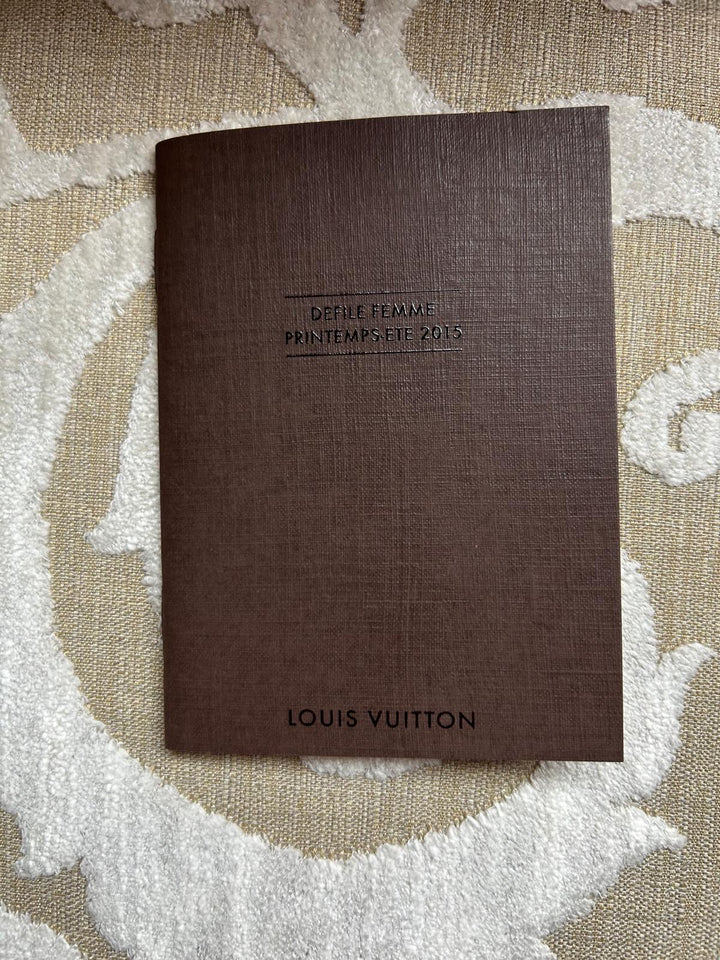 DEFILE FEMME
PRINTEMPS-ETE 2015
LOUIS VUITTON